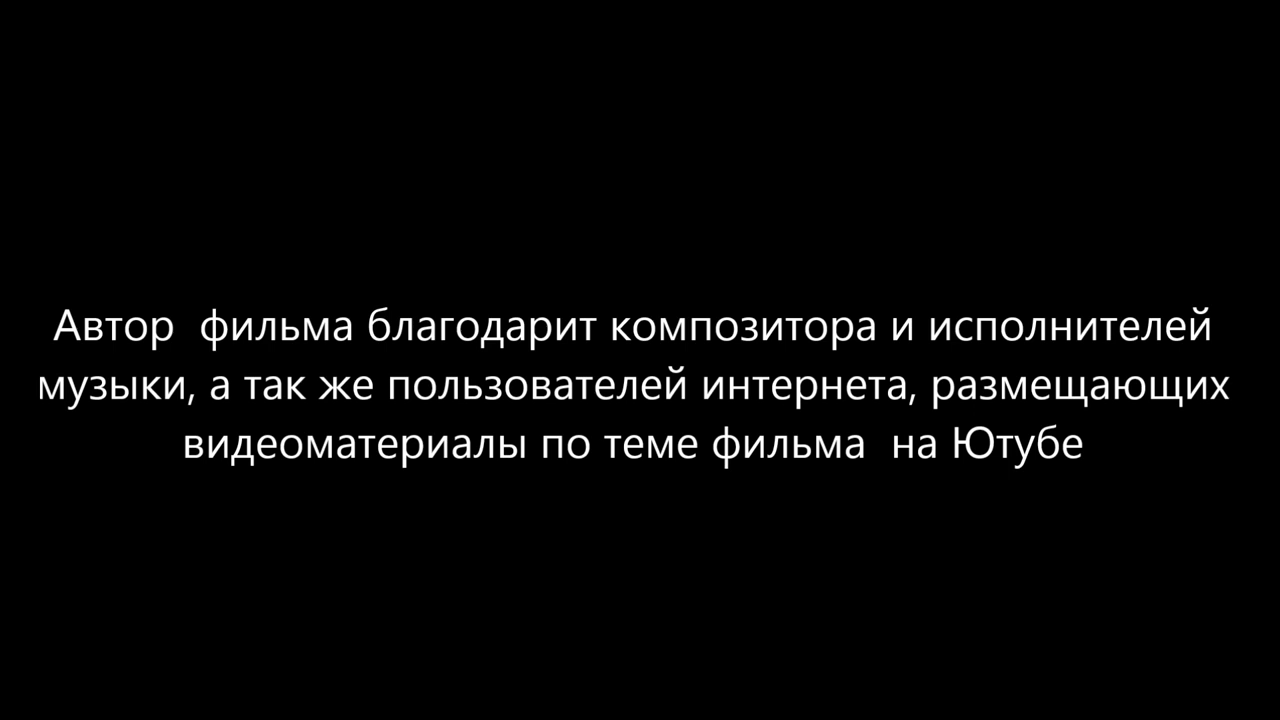 Автор  фильма благодарит композитора и исполнителей
музыки, а так же пользователей интернета, размещающих
видеоматериалы по теме фильма  на Ютубе